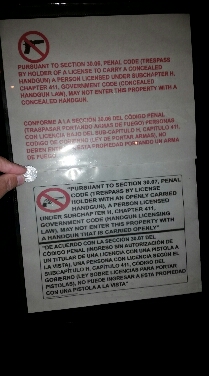 PURSUANT TO SECTION 30.06, PENAL CODE (TRESPASS
BY HOLDER OF A LICENSE TO CARRY A CONCEALED
HANDGUN) A PERSON LICENSED UNDER SUBCHAPTER H,
CHAPTER 411, GOVERNMENT CODE (CONCEALED
HANDGUN LAW), MAY NOT ENTER THIS PROPERTY WITH A
CONCEALED HANDGUN.
CONFORME A LA SECCIÓN 30.06 DEL CÓDIGO PENAL
(TRASPASAR PORTANDO ARMAS DE FUEGO) PERSONAS
CON LICENCIA BAJO DEL SUB-CAPITULO H, CAPITULO 411,
CODIGO DE GOBIERNO (LEY DE PORTAR ARMAS), NO
DEBEN ENTRAR A ESTA PROPIEDAD PORTANDO UN ARMA
DE FUEGO
"PURSUANT TO SECTION 30.07, PENAL
CODE (TRESPASS BY LICENSE
HOLDER WITH AN OPENLY CARRIED
HANDGUN), A PERSON LICENSED
UNDER SUBCHAPTER H, CHAPTER 411,
GOVERNMENT CODE (HANDGUN LICENSING
LAW), MAY NOT ENTER THIS PROPERTY WITH
A HANDGUN THAT IS CARRIED OPENLY"
"DE ACUERDO CON LA SECCIÓN 30.07 DEL
CÓDIGO PENAL (INGRESO SIN AUTORIZACIÓN DE
UN TITULAR DE UNA LICENCIA CON UNA PISTOLA A
LA VISTA), UNA PERSONA CON LICENCIA SEGÚN EL
SUBCAPÍTULO H, CAPÍTULO 411, CÓDIGO DEL
GOBIERNO (LEY SOBRE LICENCIAS PARA PORTAR
PISTOLAS), NO PUEDE INGRESAR A ESTA PROPIEDAD
CON UNA PISTOLA A LA VISTA"